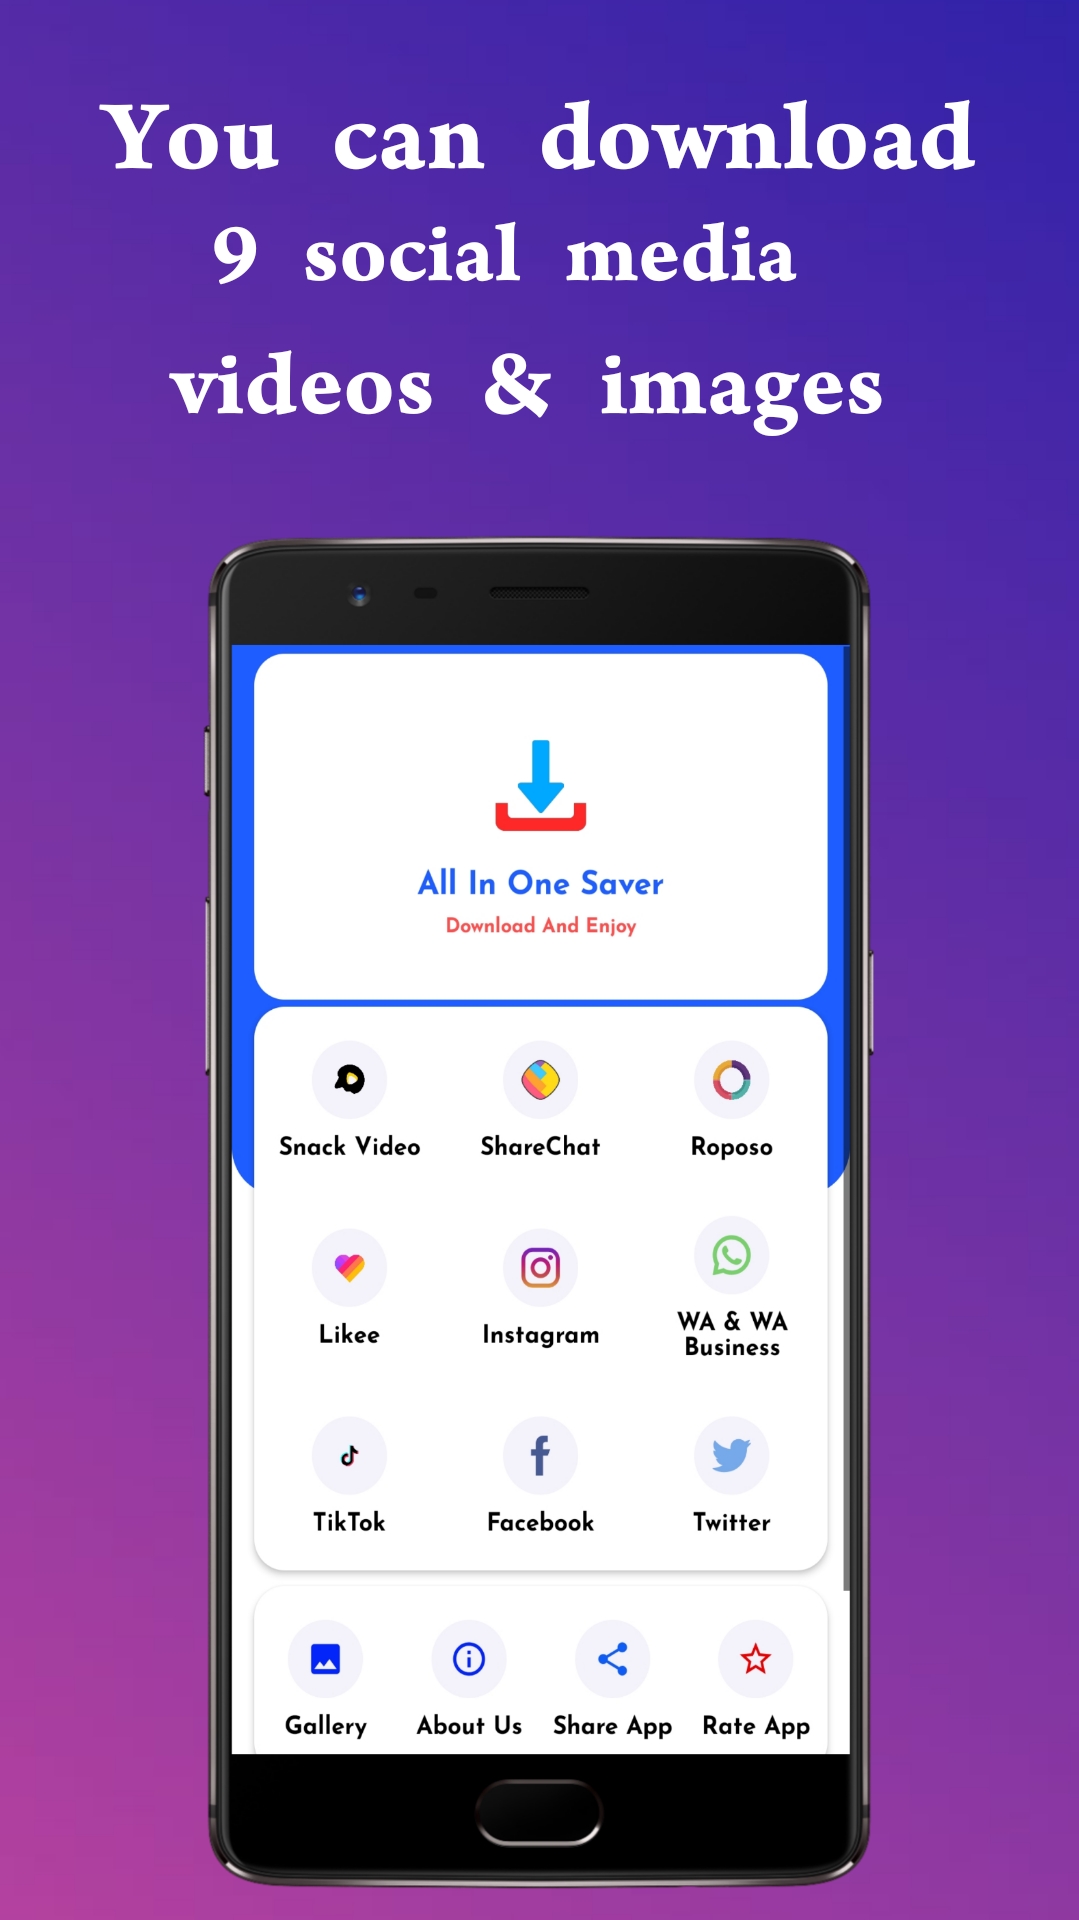 You can download
9 social media
videos & images
All In One Saver
Download And Enjoy
Snack Video
ShareChat
Roposo
Likee
Instagram
WA & WA
Business
TikTok
Facebook
Twitter
Gallery
About Us
Share App
Rate App